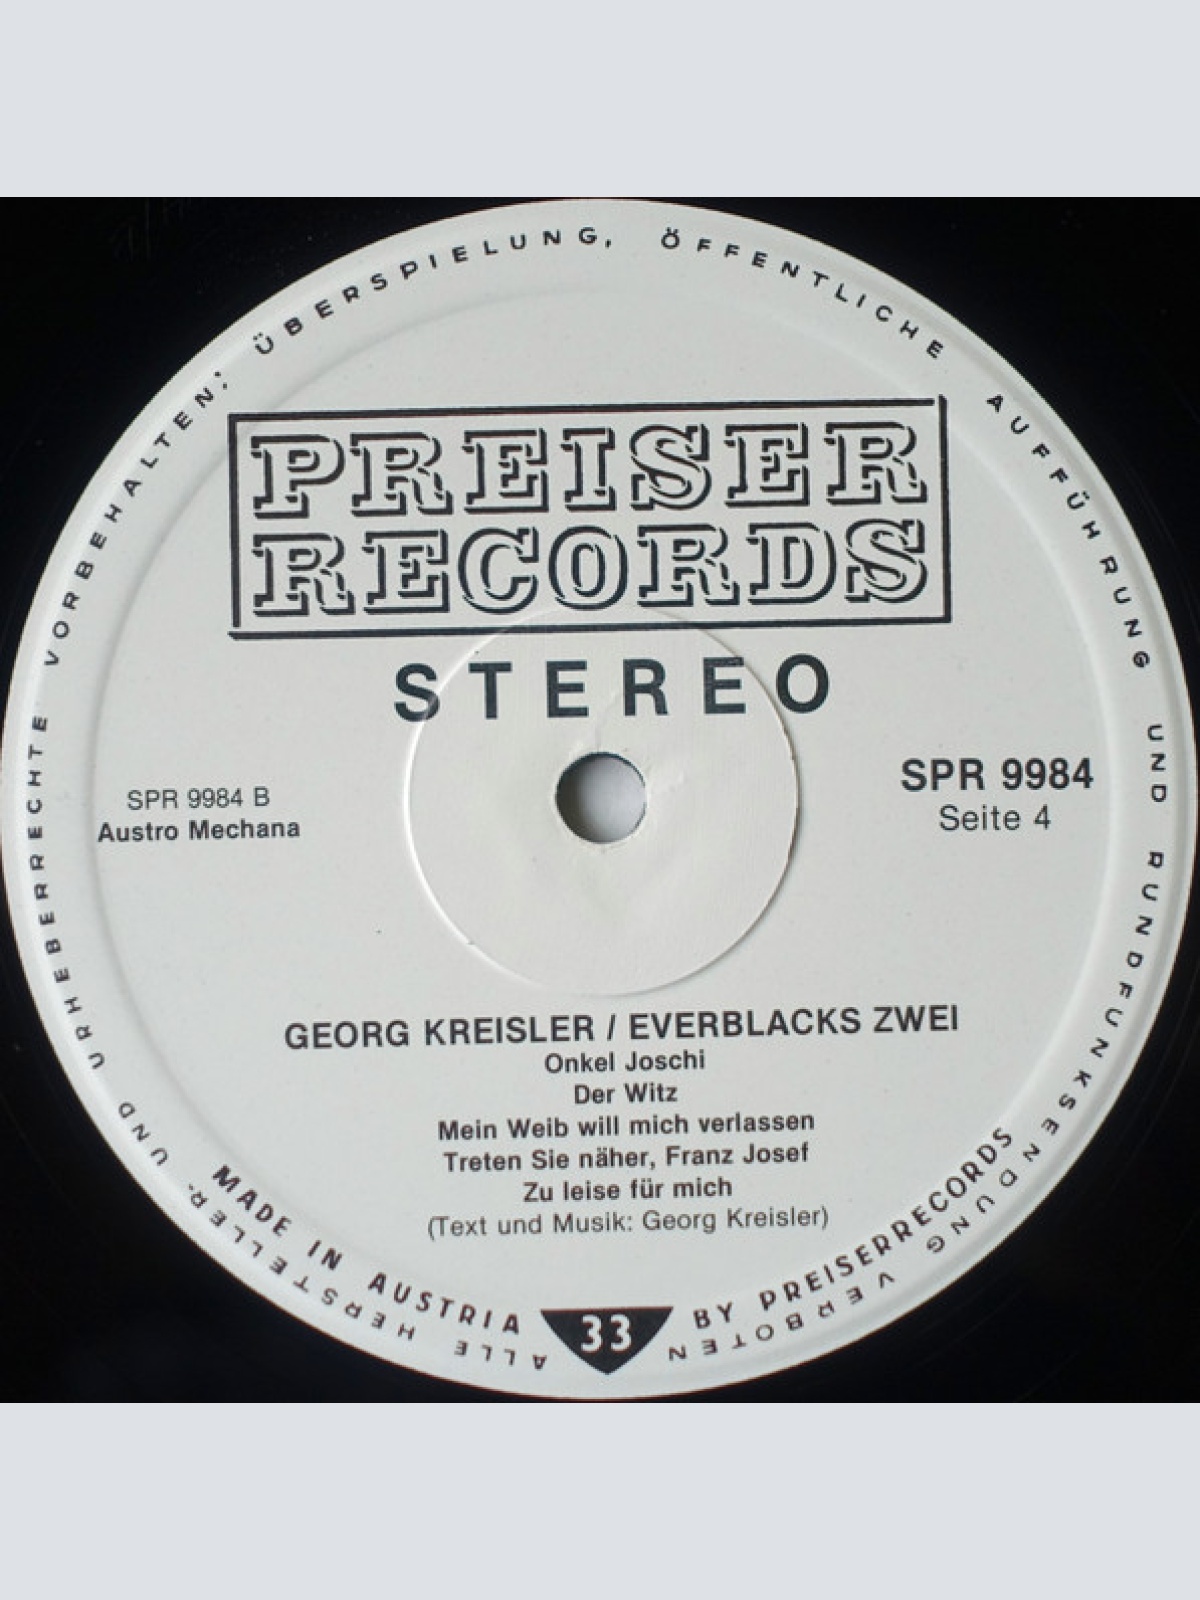 ALLE HERSTELLER- UND URHEBERRECHTE VORBEHALTEN; ÜBERSPIELUNG, ÖFFENTLICHE AUFFÜHRUNG UND RUNDFUNKSENDUNG VERBOTEN
PREISER
RECORDS
STEREO
SPR 9984 B
Austro Mechana
SPR 9984
Seite 4
GEORG KREISLER / EVERBLACKS ZWEI
Onkel Joschi
Der Witz
Mein Weib will mich verlassen
Treten Sie näher, Franz Josef
Zu leise für mich
(Text und Musik: Georg Kreisler)
MADE IN AUSTRIA
33
BY PREISERRECORDS